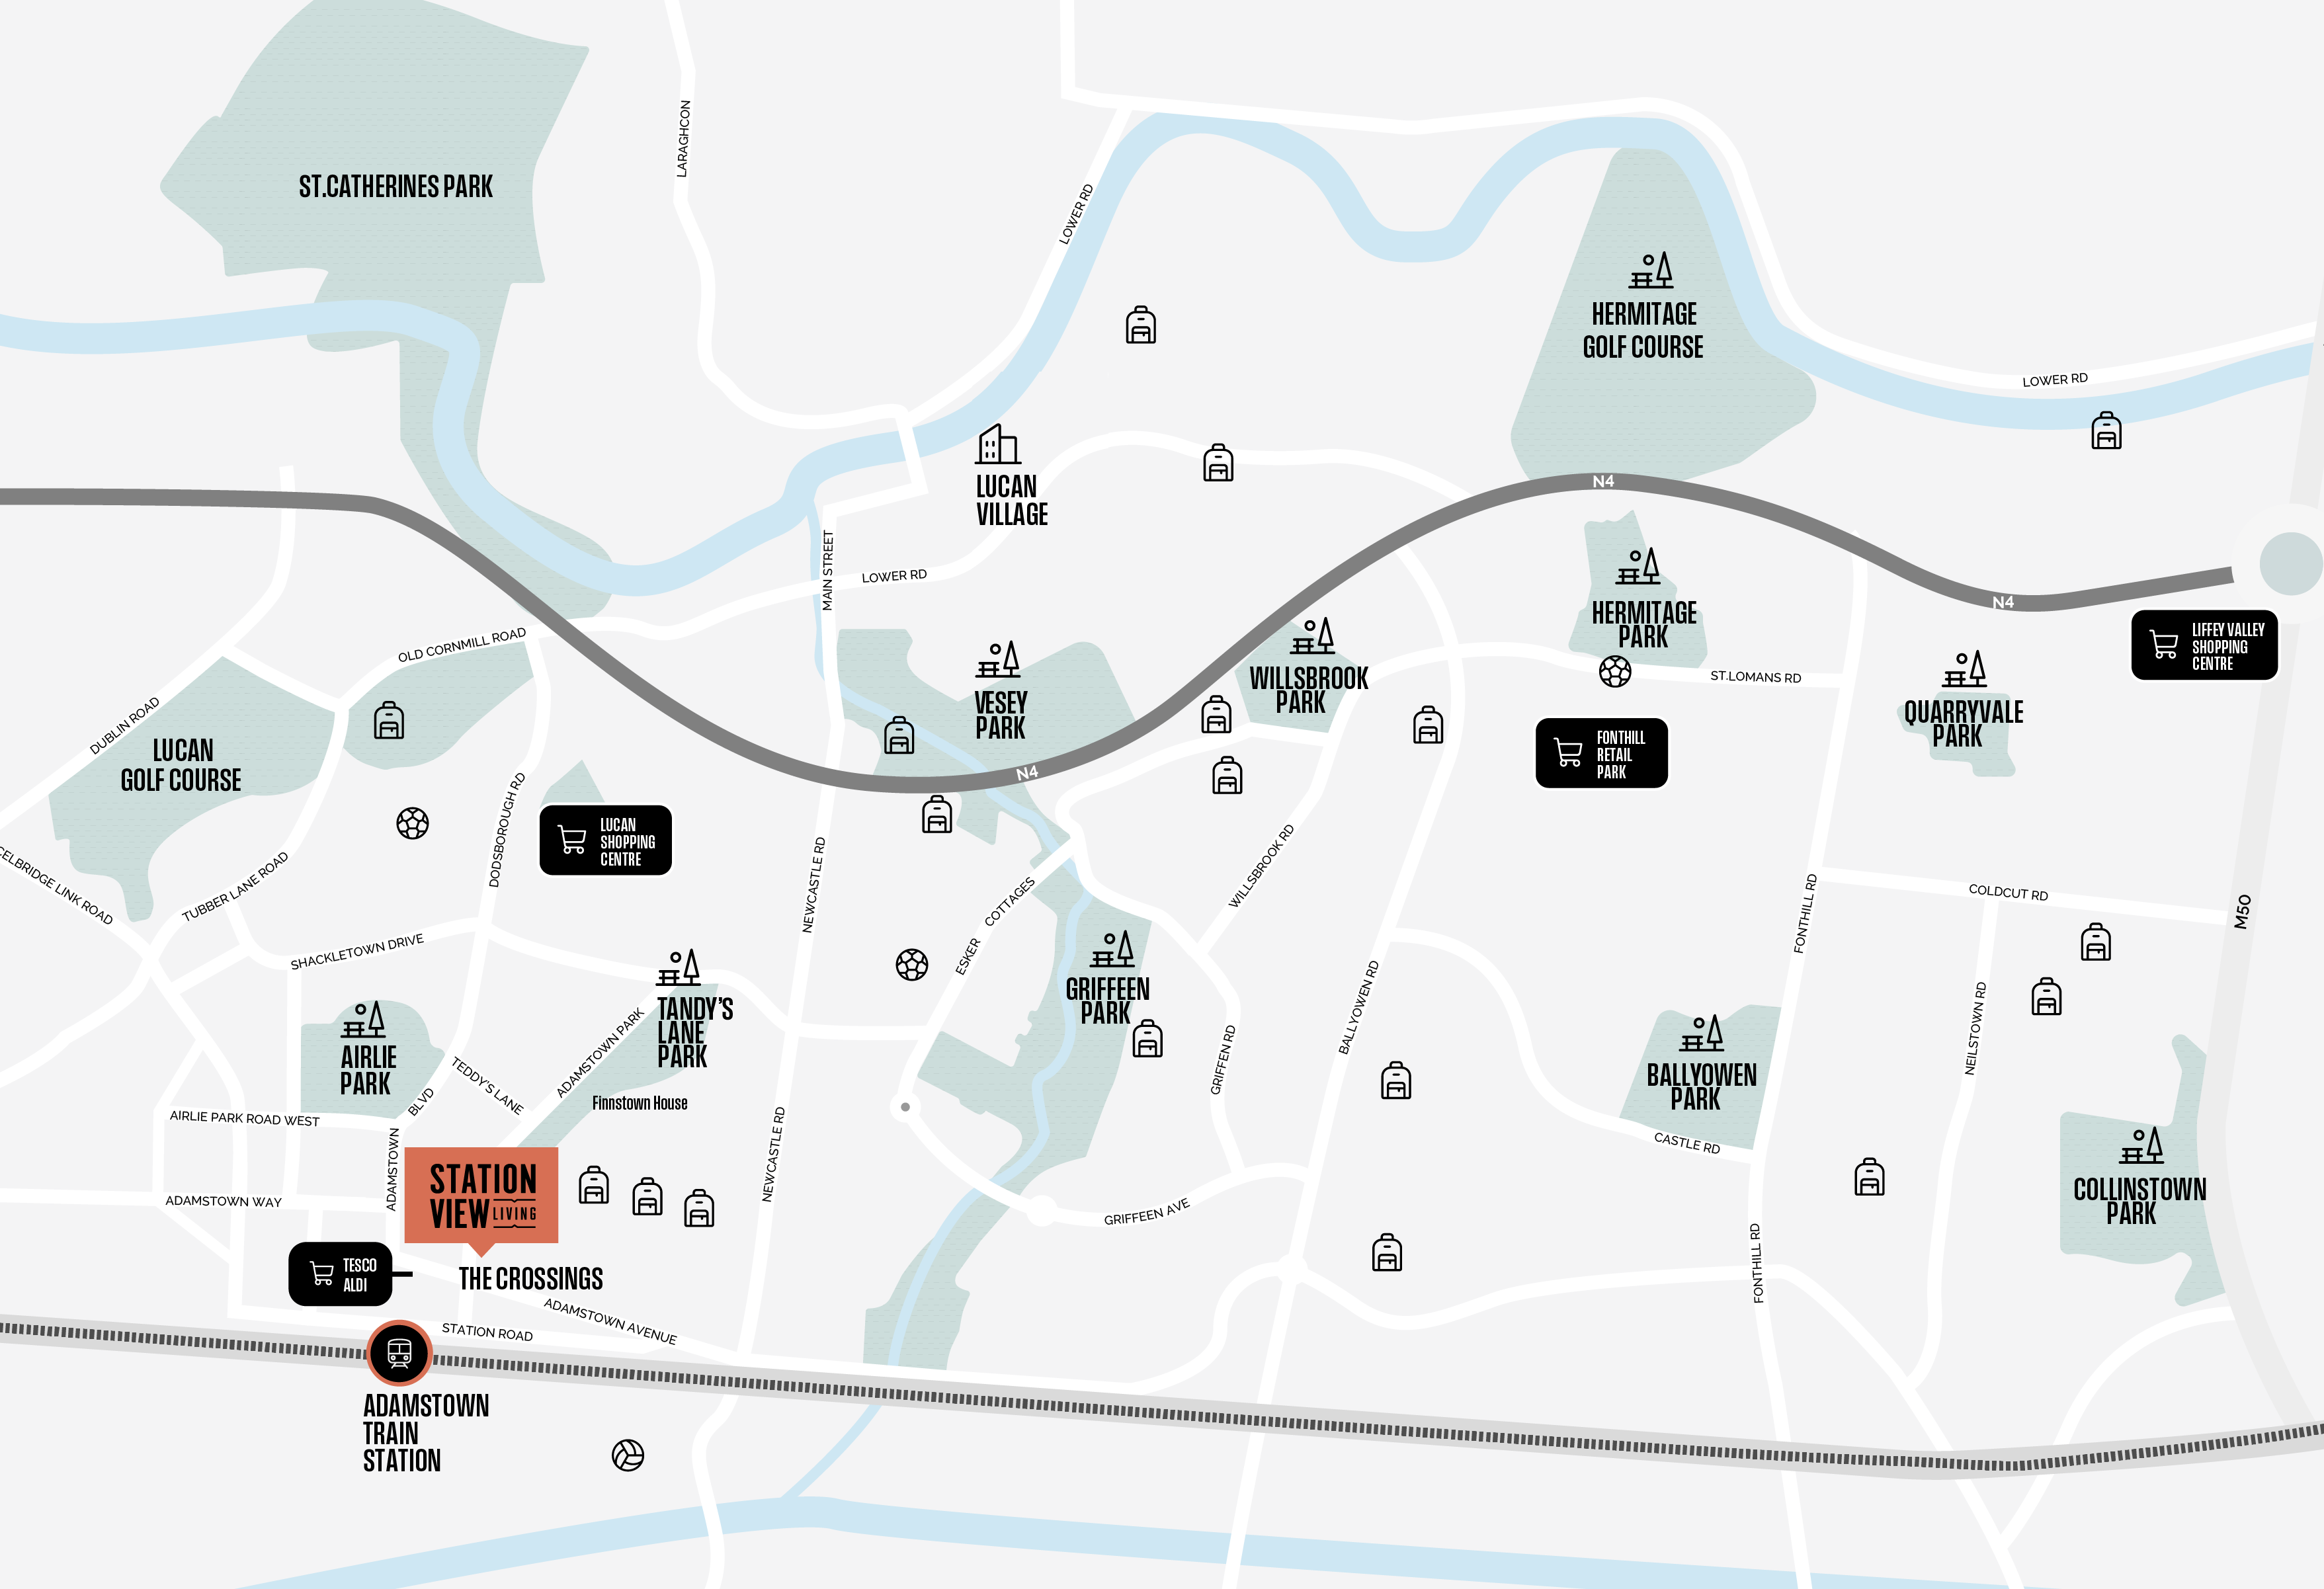 ST.CATHERINES PARK
LARAGHCON
LOWER RD
HERMITAGE
GOLF COURSE
LOWER RD
LUCAN
VILLAGE
N4
MAIN STREET
LOWER RD
N4
HERMITAGE
PARK
OLD CORNMILL ROAD
LIFFEY VALLEY
SHOPPING
CENTRE
WILLSBROOK
PARK
ST.LOMANS RD
VESEY
PARK
QUARRYVALE
PARK
DUBLIN ROAD
LUCAN
GOLF COURSE
FONTHILL
RETAIL
PARK
N4
DODSBOROUGH RD
LUCAN
SHOPPING
CENTRE
CELBRIDGE LINK ROAD
TUBBER LANE ROAD
NEWCASTLE RD
ESKER
COTTAGES
WILLSBROOK RD
FONTHILL RD
COLDCUT RD
M50
SHACKLETOWN DRIVE
TANDY'S
LANE
PARK
GRIFFEEN
PARK
BALLYOWEN RD
NEILSTOWN RD
AIRLIE
PARK
TEDDY'S LANE
ADAMSTOWN PARK
Finnstown House
GRIFFEN RD
BALLYOWEN
PARK
AIRLIE PARK ROAD WEST
BLVD
ADAMSTOWN
NEWCASTLE RD
CASTLE RD
COLLINSTOWN
PARK
STATION
VIEW LIVING
ADAMSTOWN WAY
GRIFFEEN AVE
FONTHILL RD
TESCO
ALDI
THE CROSSINGS
ADAMSTOWN AVENUE
STATION ROAD
ADAMSTOWN
TRAIN
STATION